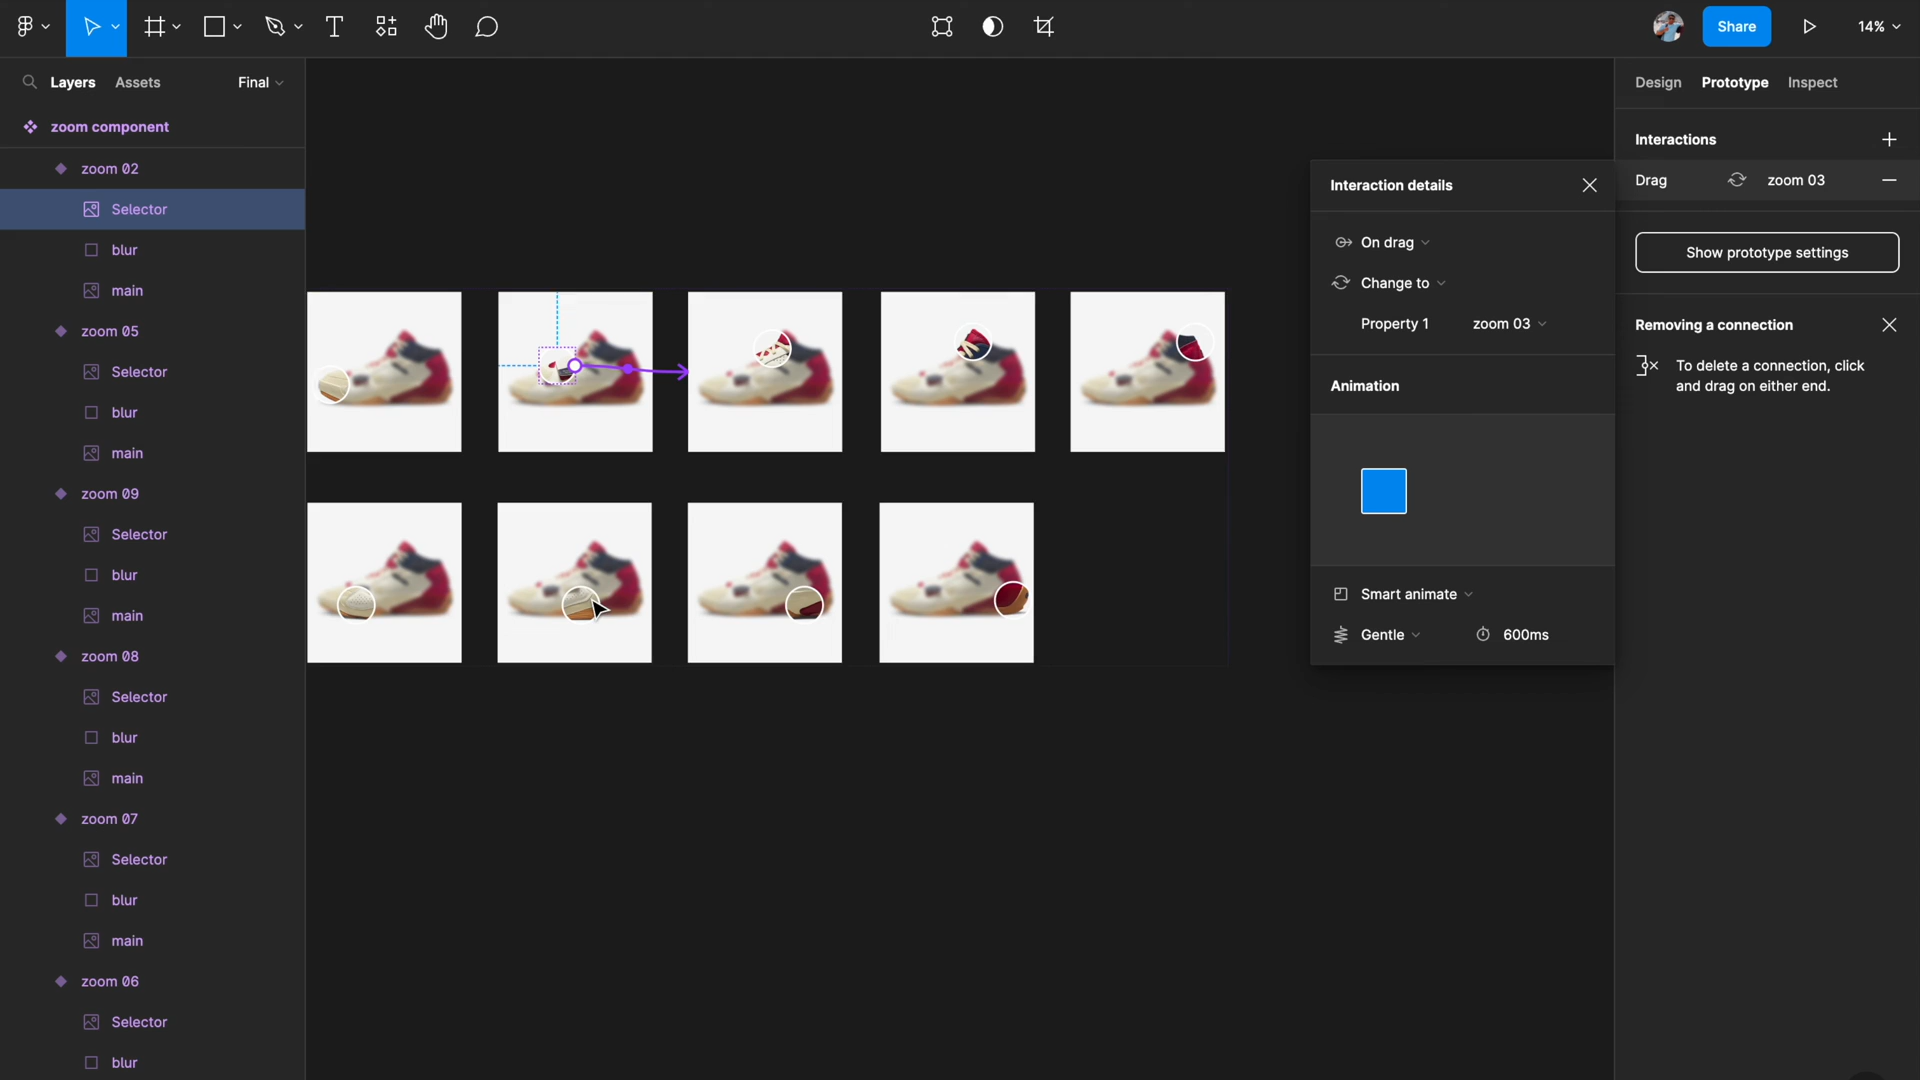 Share
14%
Layers
Assets
Final
Design
Prototype
Inspect
zoom component
Interactions
zoom 02
Interaction details
Drag
zoom 03
Selector
On drag
blur
Show prototype settings
Change to
main
Property 1
zoom 03
Removing a connection
zoom 05
To delete a connection, click
and drag on either end.
Selector
Animation
blur
main
zoom 09
Selector
blur
Smart animate
main
Gentle
600ms
zoom 08
Selector
blur
main
zoom 07
Selector
blur
main
zoom 06
Selector
blur